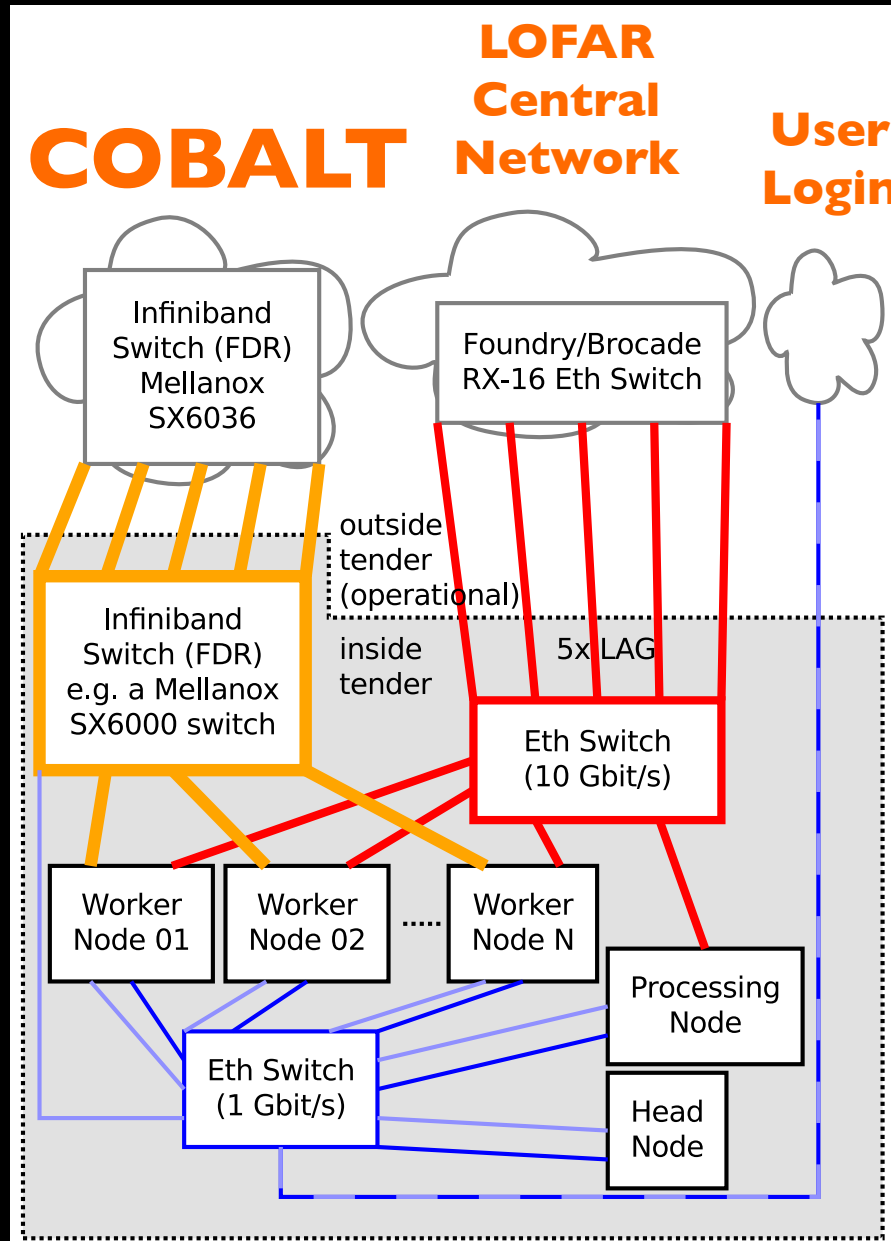 COBALT
LOFAR
Central
Network
User
Login
Infiniband
Switch (FDR)
Mellanox
SX6036
Foundry/Brocade
RX-16 Eth Switch
outside
tender
(operational)
inside
tender
5x LAG
Infiniband
Switch (FDR)
e.g. a Mellanox
SX6000 switch
Eth Switch
(10 Gbit/s)
Worker
Node 01
Worker
Node 02
.....
Worker
Node N
Processing
Node
Eth Switch
(1 Gbit/s)
Head
Node